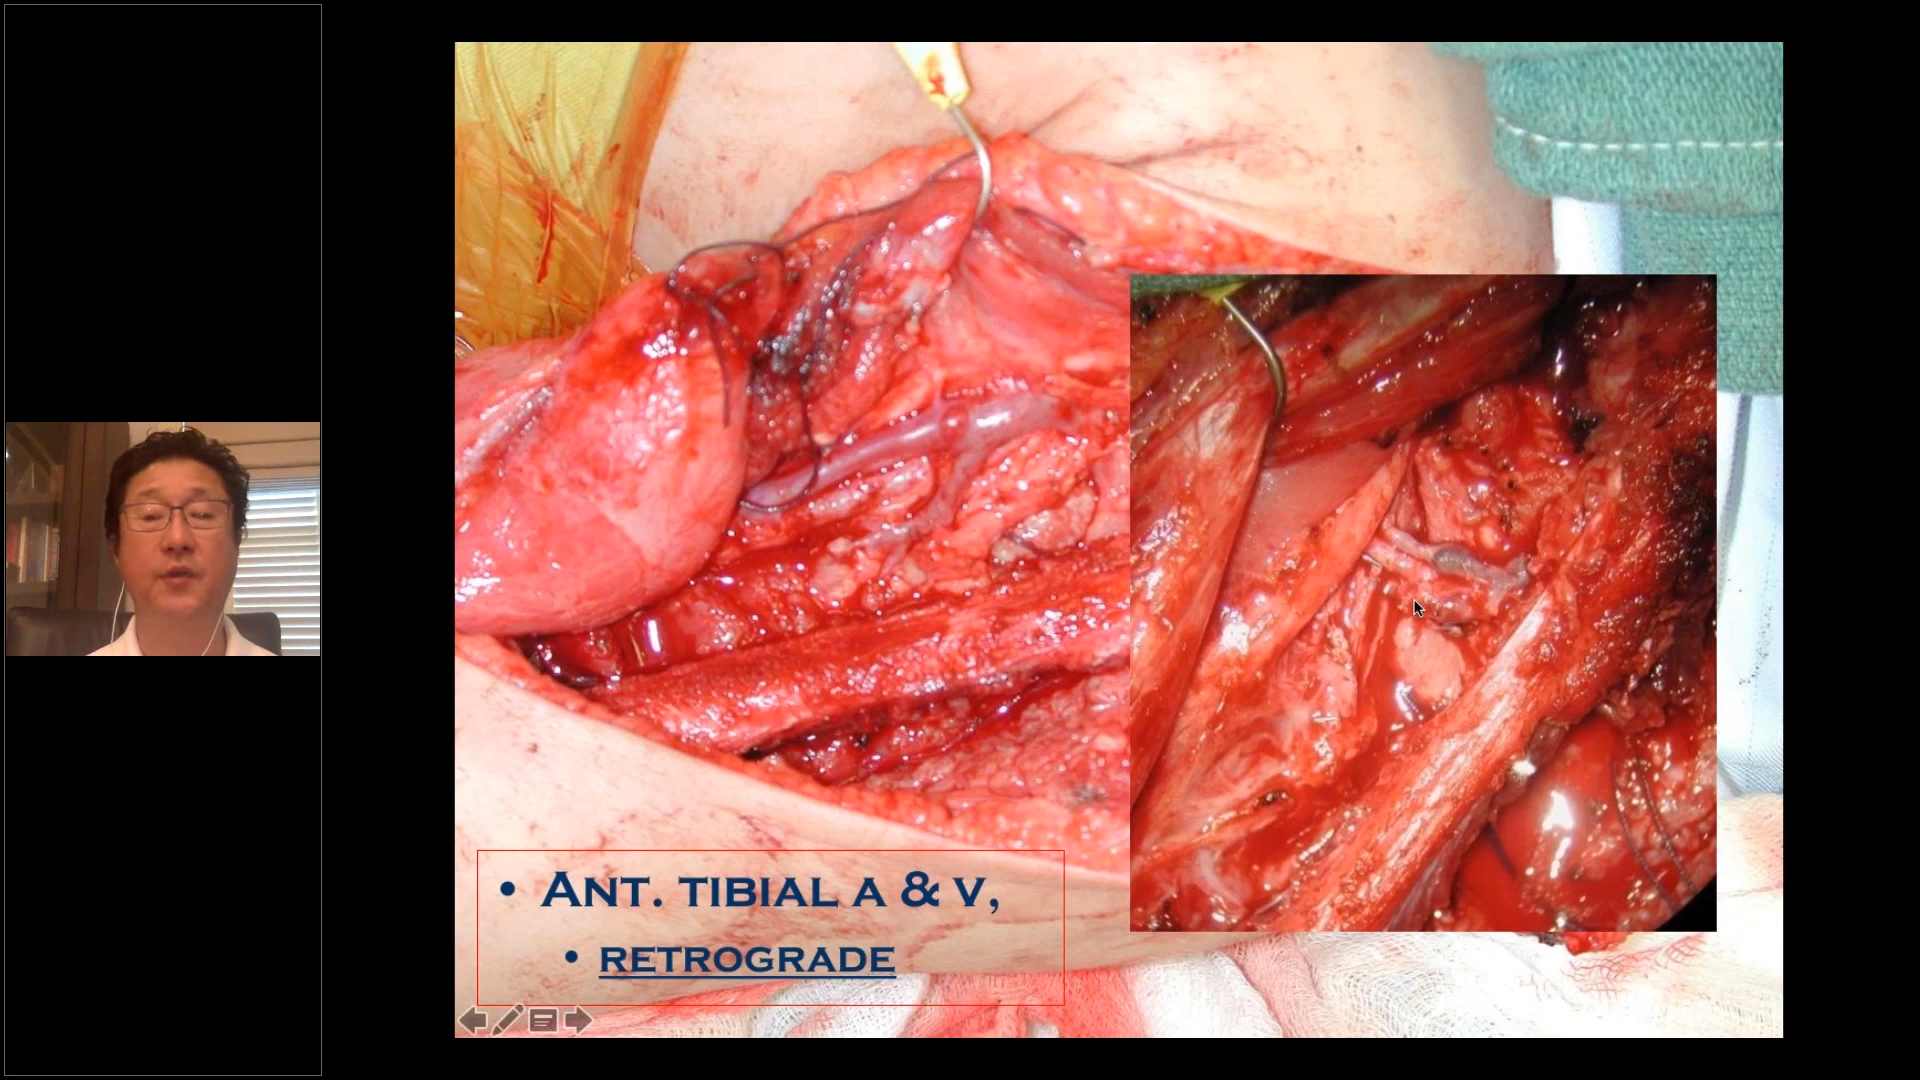 • Ant. tibial a & v,
• retrograde